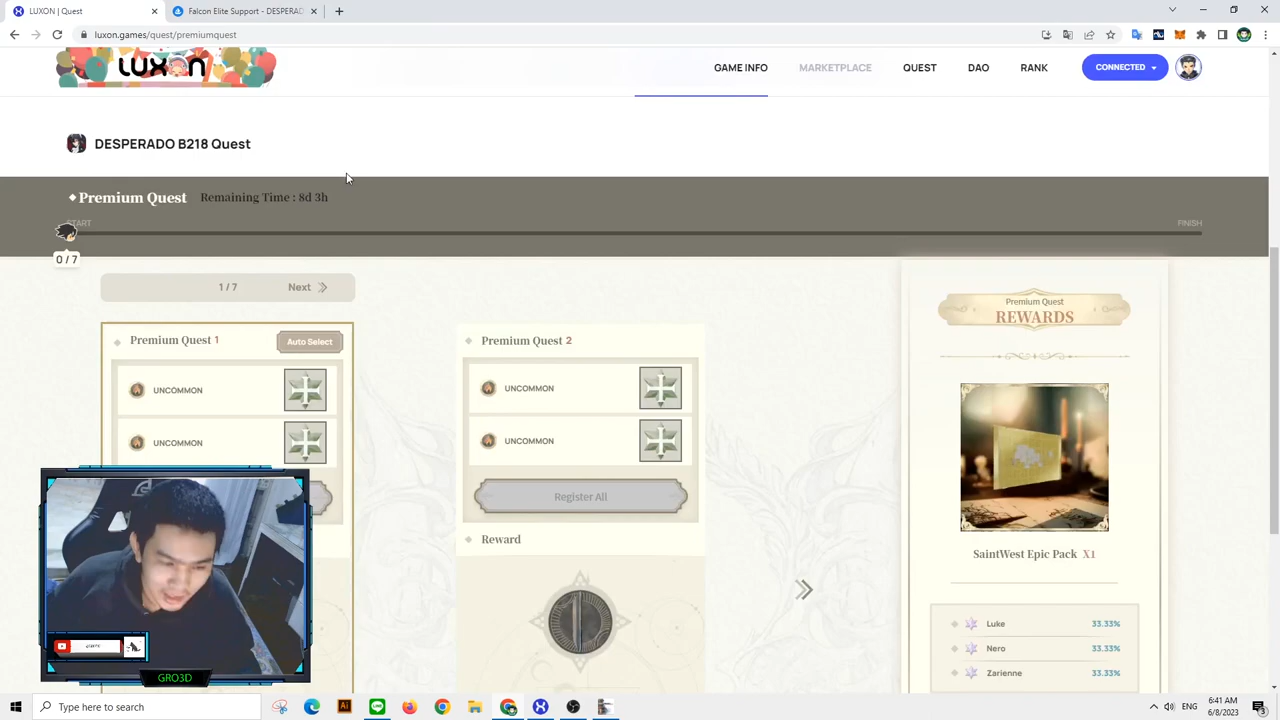 LUXON | Quest
Falcon Elite Support - DESPERAD
luxon.games/quest/premiumquest
LUXON
GAME INFO
MARKETPLACE
QUEST
DAO
RANK
CONNECTED
DESPERADO B218 Quest
Premium Quest
Remaining Time : 8d 3h
START
FINISH
0 / 7
1 / 7
Next
Premium Quest 1
Auto Select
UNCOMMON
UNCOMMON
Premium Quest 2
UNCOMMON
UNCOMMON
Register All
Reward
Premium Quest
REWARDS
SaintWest Epic Pack X1
Luke 33.33%
Nero 33.33%
Zarienne 33.33%
GRO3D
Type here to search
ENG
6:41 AM
6/8/2023